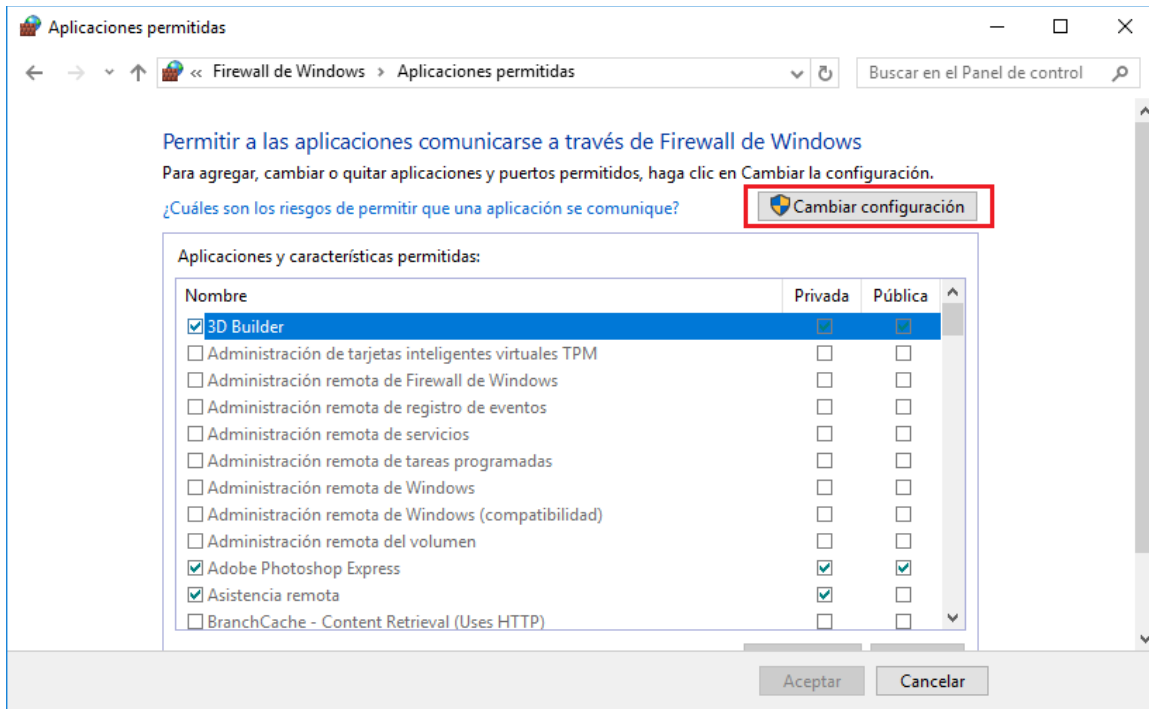 Aplicaciones permitidas
« Firewall de Windows > Aplicaciones permitidas
Buscar en el Panel de control
Permitir a las aplicaciones comunicarse a través de Firewall de Windows
Para agregar, cambiar o quitar aplicaciones y puertos permitidos, haga clic en Cambiar la configuración.
¿Cuáles son los riesgos de permitir que una aplicación se comunique?
Cambiar configuración
Aplicaciones y características permitidas:
Nombre Privada Pública
3D Builder
Administración de tarjetas inteligentes virtuales TPM
Administración remota de Firewall de Windows
Administración remota de registro de eventos
Administración remota de servicios
Administración remota de tareas programadas
Administración remota de Windows
Administración remota de Windows (compatibilidad)
Administración remota del volumen
Adobe Photoshop Express
Asistencia remota
BranchCache - Content Retrieval (Uses HTTP)
Aceptar Cancelar